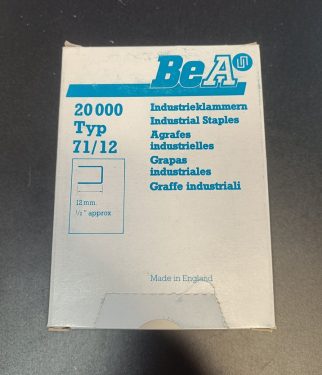 BeA
20 000
Typ
71/12
12 mm.
½" approx
Industrieklammern
Industrial Staples
Agrafes
industrielles
Grapas
industriales
Graffe industriali
Made in England